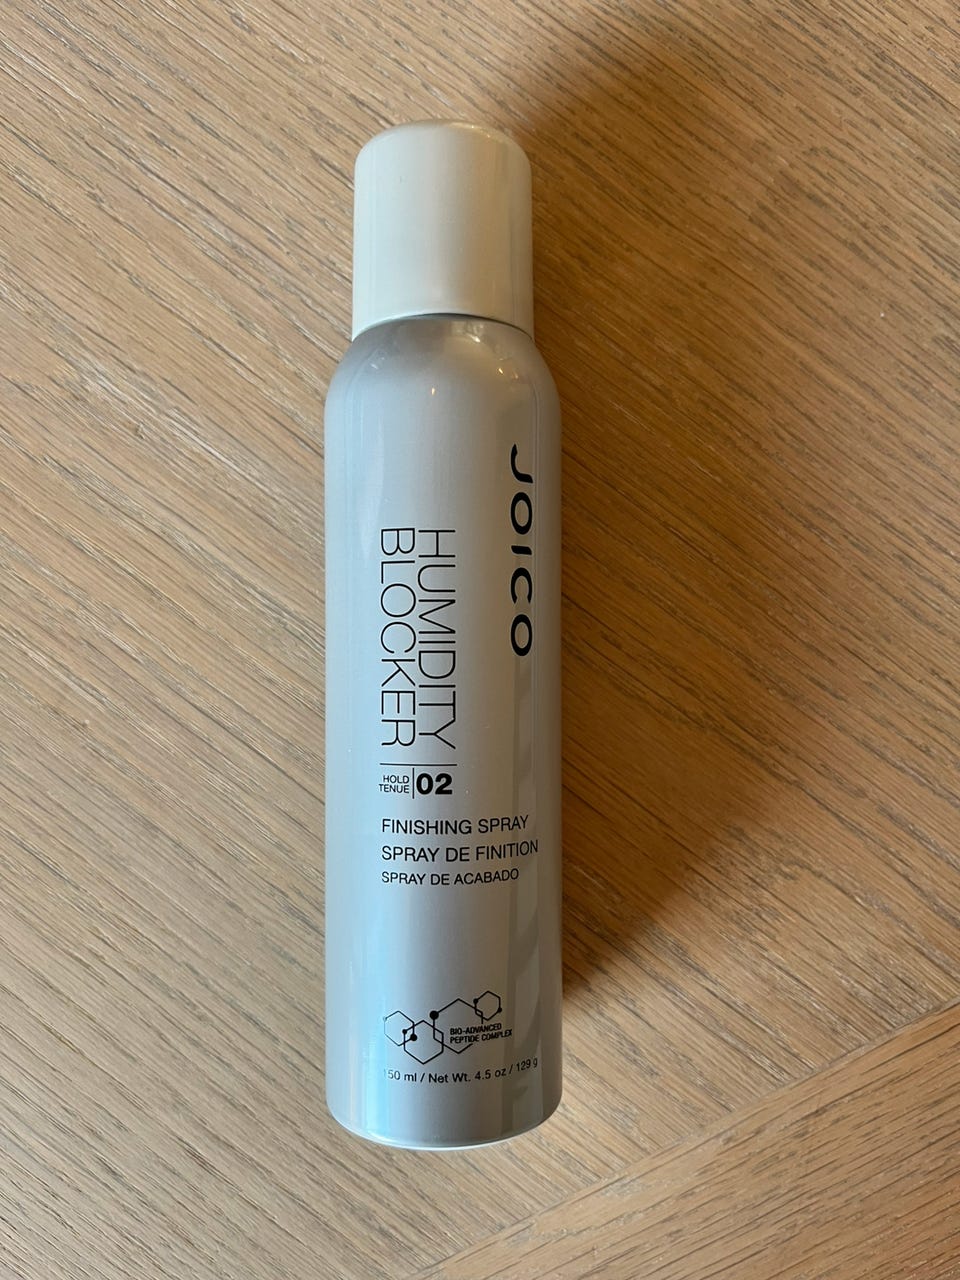 JOICO
HUMIDITY
BLOCKER
HOLD
TENUE
02
FINISHING SPRAY
SPRAY DE FINITION
SPRAY DE ACABADO
BIO-ADVANCED
PEPTIDE COMPLEX
150 ml / Net Wt. 4.5 oz / 129 g